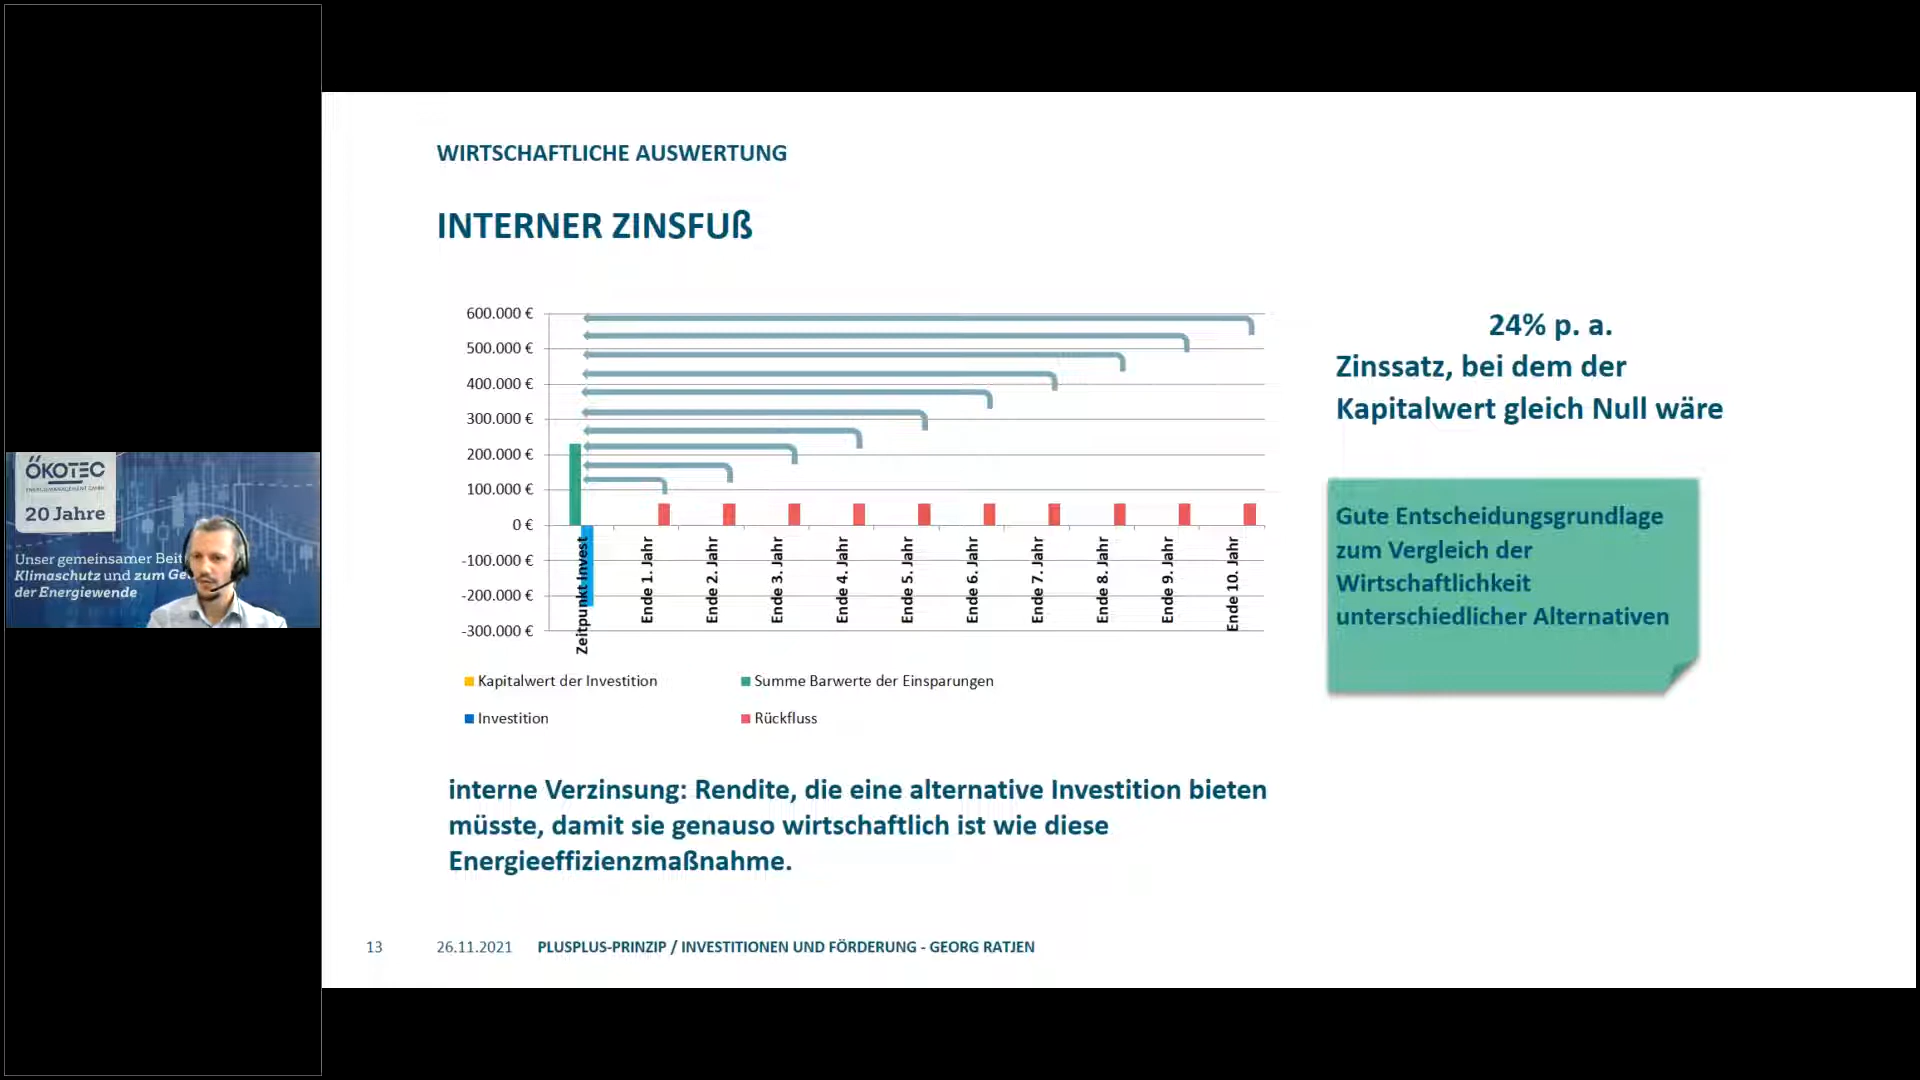 WIRTSCHAFTLICHE AUSWERTUNG
INTERNER ZINSFUß
600.000 €
500.000 €
400.000 €
300.000 €
200.000 €
100.000 €
0 €
-100.000 €
-200.000 €
-300.000 €
Zeitpunkt Invest
Ende 1. Jahr
Ende 2. Jahr
Ende 3. Jahr
Ende 4. Jahr
Ende 5. Jahr
Ende 6. Jahr
Ende 7. Jahr
Ende 8. Jahr
Ende 9. Jahr
Ende 10. Jahr
Kapitalwert der Investition
Summe Barwerte der Einsparungen
Investition
Rückfluss
24% p. a.
Zinssatz, bei dem der
Kapitalwert gleich Null wäre
Gute Entscheidungsgrundlage
zum Vergleich der
Wirtschaftlichkeit
unterschiedlicher Alternativen
interne Verzinsung: Rendite, die eine alternative Investition bieten
müsste, damit sie genauso wirtschaftlich ist wie diese
Energieeffizienzmaßnahme.
13
26.11.2021
PLUSPLUS-PRINZIP / INVESTITIONEN UND FÖRDERUNG - GEORG RATJEN
ÖKOTEC
ENERGIEMANAGEMENT GMBH
20 Jahre
Unser gemeinsamer Beit
Klimaschutz und zum Ge
der Energiewende